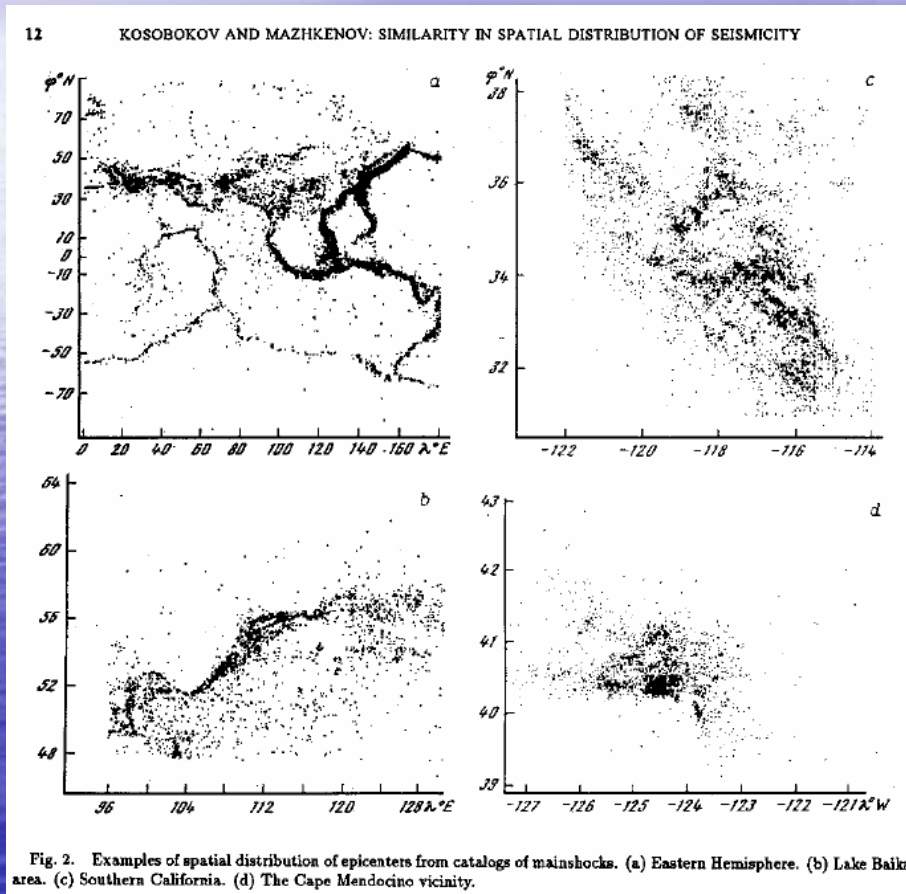 12 KOSOBOKOV AND MAZHKENOV: SIMILARITY IN SPATIAL DISTRIBUTION OF SEISMICITY
φ°N a
70
50
30
10
0
-10
-30
-50
-70
0 20 40 60 80 100 120 140 -160 λ°E
φ°N c
38
36
34
32
-122 -120 -118 -116 -114
b
64
60
56
52
48
96 104 112 120 128 λ°E
d
43
42
41
40
39
-127 -126 -125 -124 -123 -122 -121 λ°W
Fig. 2. Examples of spatial distribution of epicenters from catalogs of mainshocks. (a) Eastern Hemisphere. (b) Lake Baika
area. (c) Southern California. (d) The Cape Mendocino vicinity.